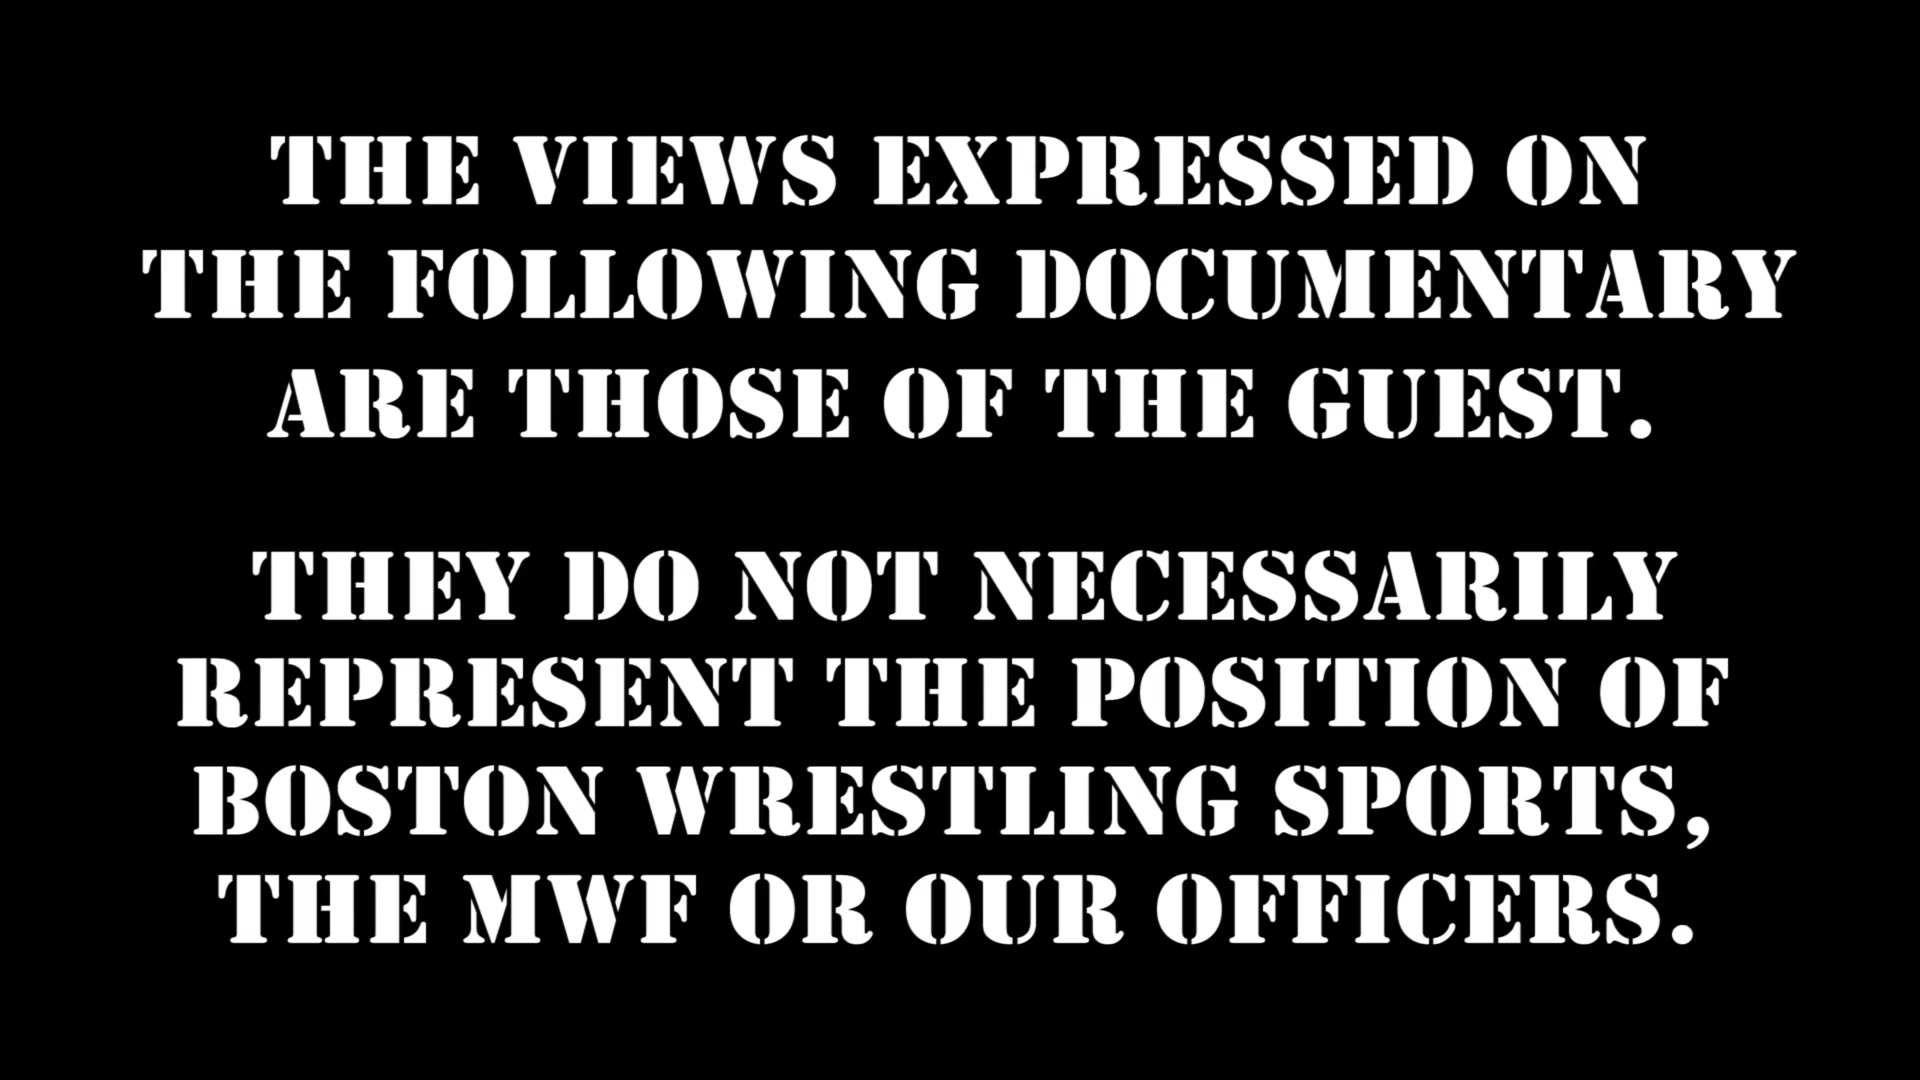 THE VIEWS EXPRESSED ON
THE FOLLOWING DOCUMENTARY
ARE THOSE OF THE GUEST.
THEY DO NOT NECESSARILY
REPRESENT THE POSITION OF
BOSTON WRESTLING SPORTS,
THE MWF OR OUR OFFICERS.